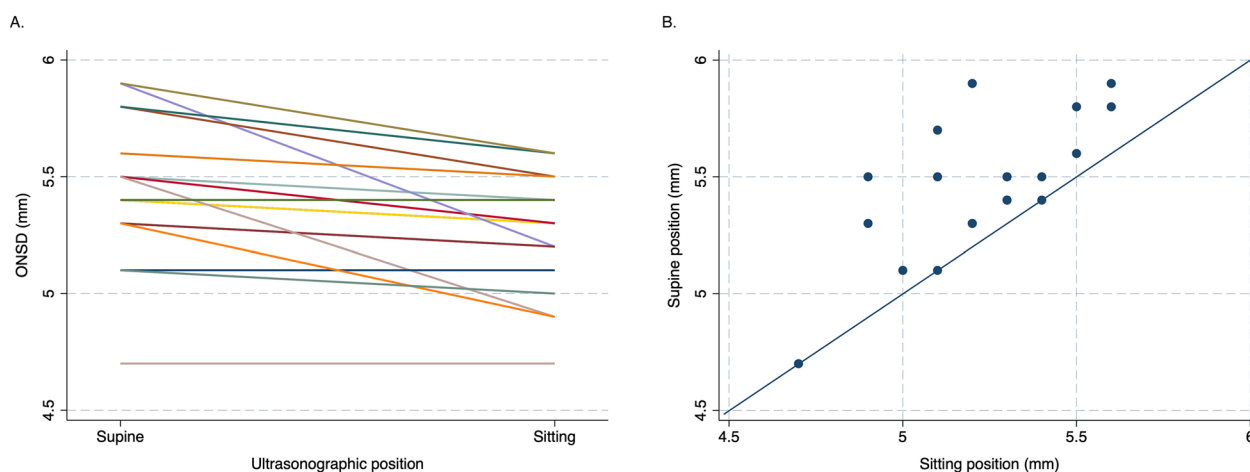 A.
ONSD (mm)
6
5.5
5
4.5
Supine
Sitting
Ultrasonographic position
B.
Supine position (mm)
6
5.5
5
4.5
4.5
5
5.5
6
Sitting position (mm)